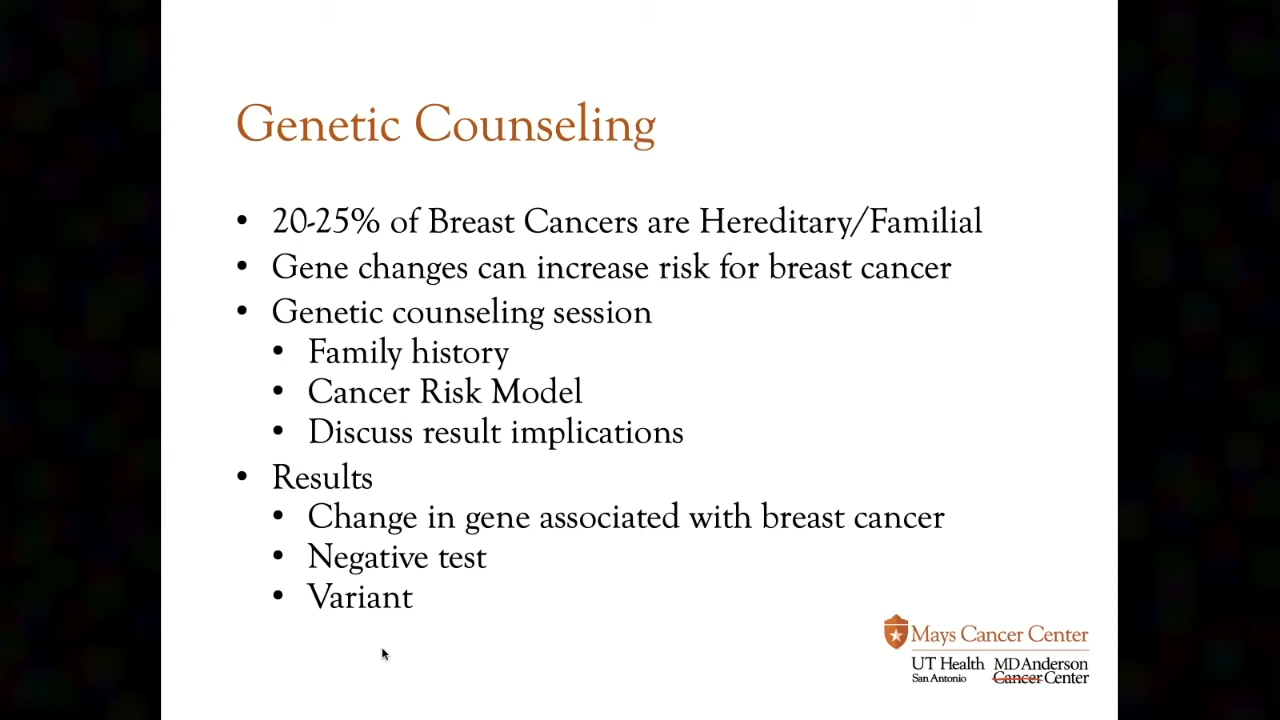 Genetic Counseling
• 20-25% of Breast Cancers are Hereditary/Familial
• Gene changes can increase risk for breast cancer
• Genetic counseling session
• Family history
• Cancer Risk Model
• Discuss result implications
• Results
• Change in gene associated with breast cancer
• Negative test
• Variant
Mays Cancer Center
UT Health MD Anderson
San Antonio Cancer Center